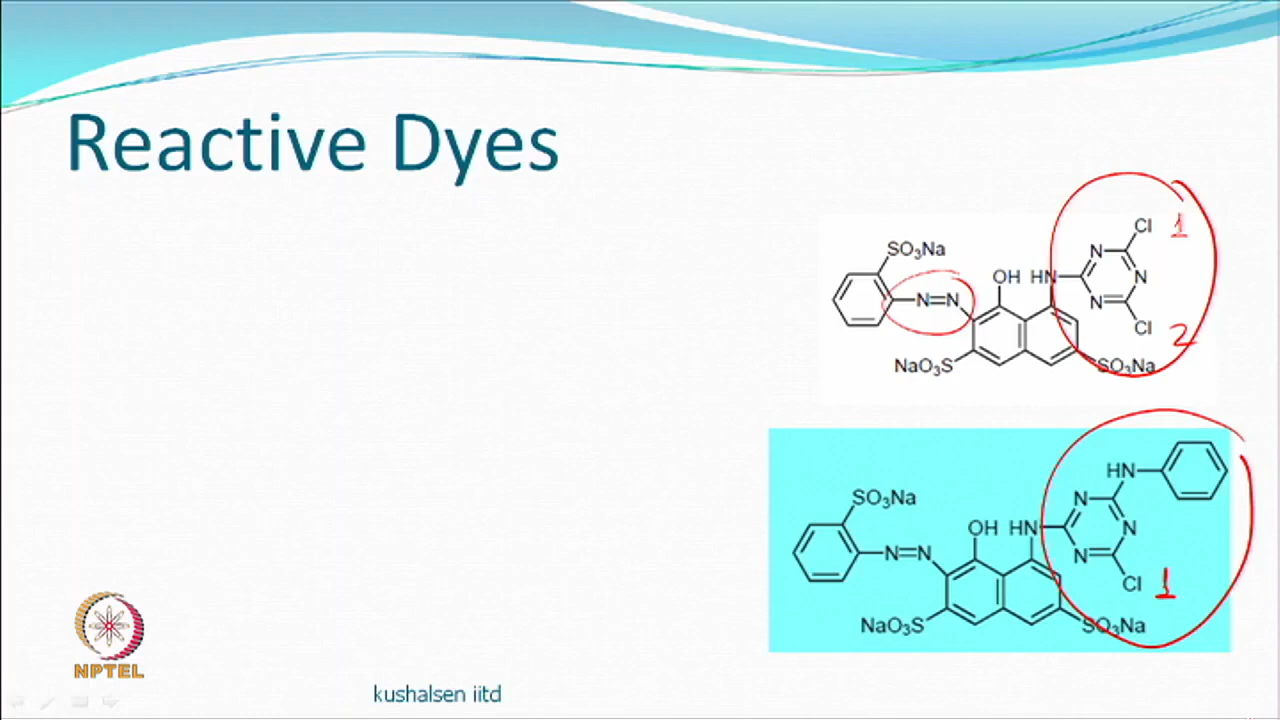 Reactive Dyes
Cl
1
SO₃Na
N
N
OH
HN
N
N
N
Cl
2
NaO₃S
SO₃Na
HN
SO₃Na
N
N
OH
HN
N
N
N
Cl
1
NaO₃S
SO₃Na
NPTEL
kushalsen iitd